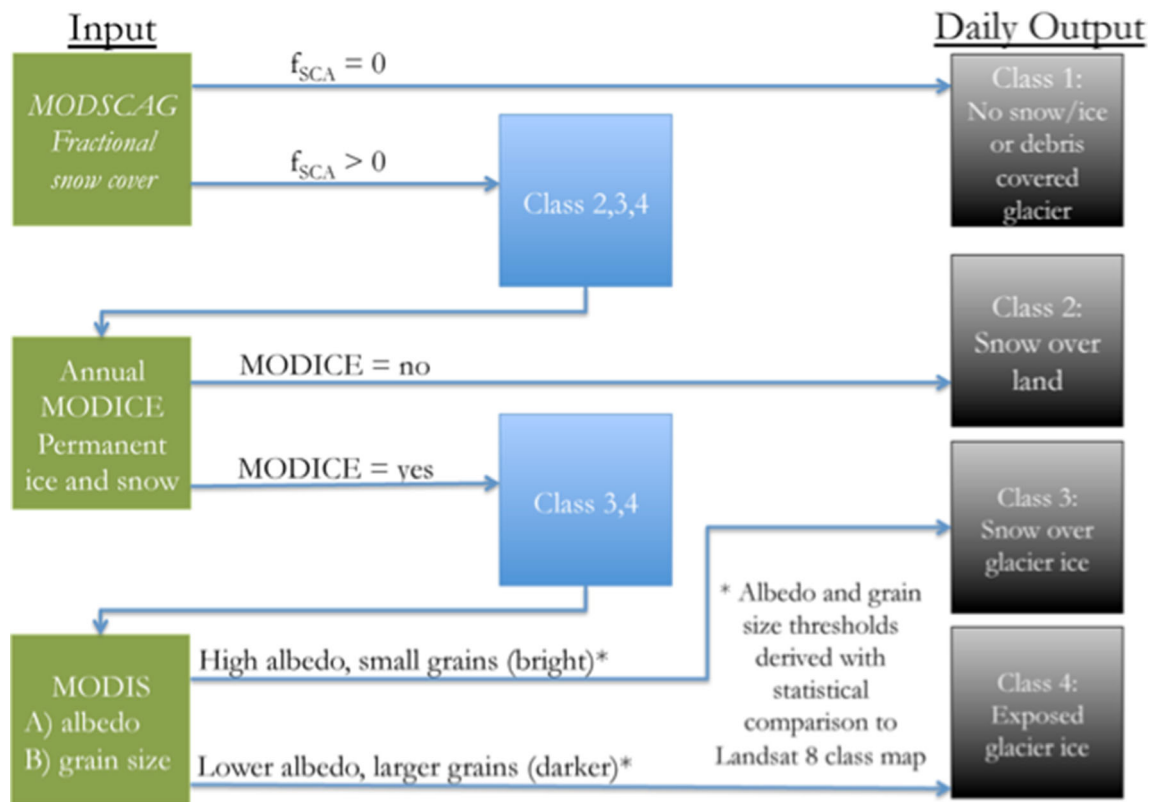 Input
Daily Output
MODSCAG
Fractional
snow cover
f_SCA = 0
f_SCA > 0
Class 1:
No snow/ice
or debris
covered
glacier
Class 2,3,4
Annual
MODICE
Permanent
ice and snow
MODICE = no
MODICE = yes
Class 2:
Snow over
land
Class 3,4
Class 3:
Snow over
glacier ice
MODIS
A) albedo
B) grain size
High albedo, small grains (bright)*
Lower albedo, larger grains (darker)*
* Albedo and grain
size thresholds
derived with
statistical
comparison to
Landsat 8 class map
Class 4:
Exposed
glacier ice